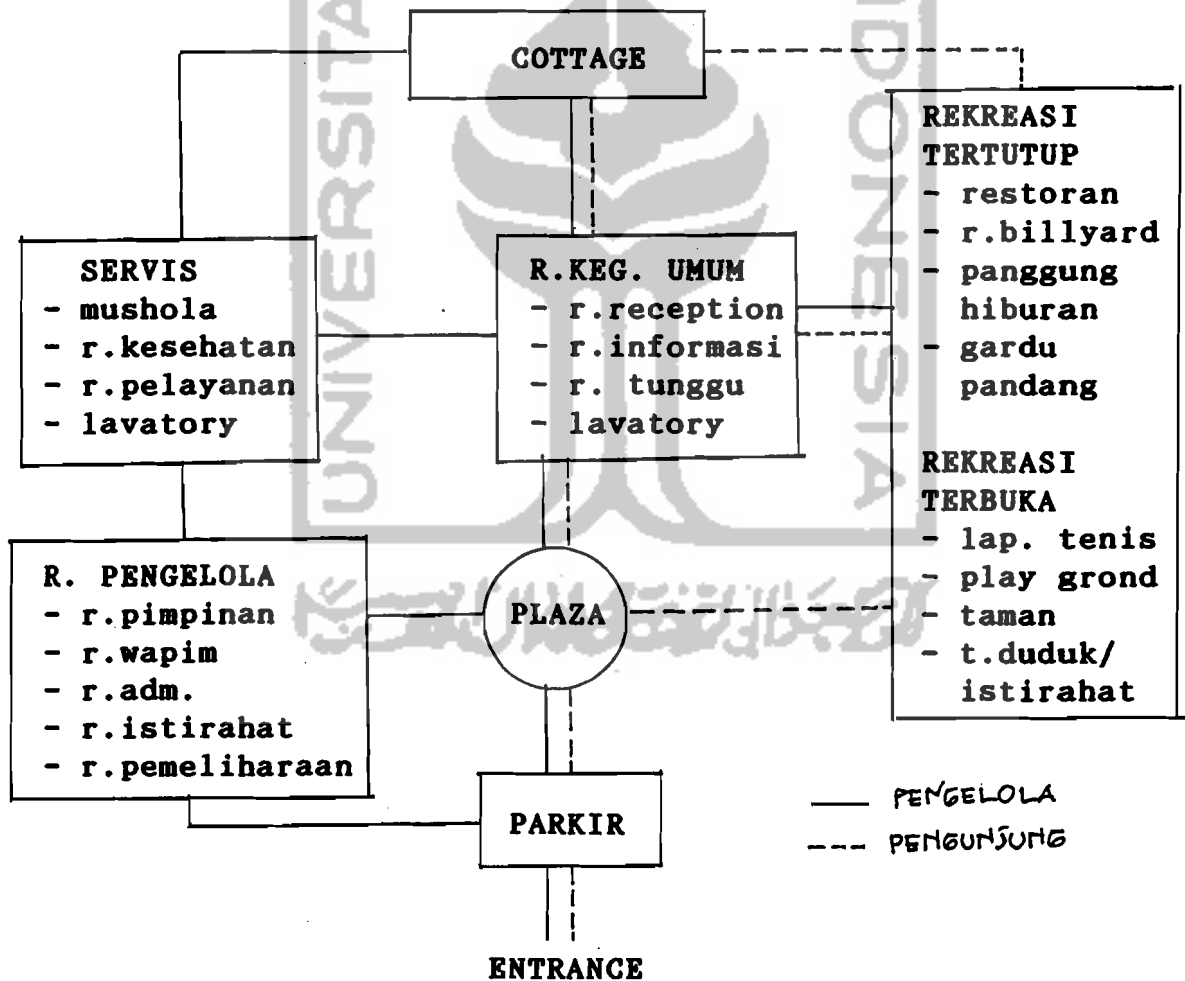 COTTAGE
REKREASI
TERTUTUP
- restoran
- r.billyard
- panggung
hiburan
- gardu
pandang
SERVIS
- mushola
- r.kesehatan
- r.pelayanan
- lavatory
R.KEG. UMUM
- r.reception
- r.informasi
- r. tunggu
- lavatory
REKREASI
TERBUKA
- lap. tenis
- play grond
- taman
- t.duduk/
istirahat
R. PENGELOLA
- r.pimpinan
- r.wapim
- r.adm.
- r.istirahat
- r.pemeliharaan
PLAZA
PARKIR
PENGELOLA
PENGUNJUNG
ENTRANCE
UNIVERSITA
DONESIA